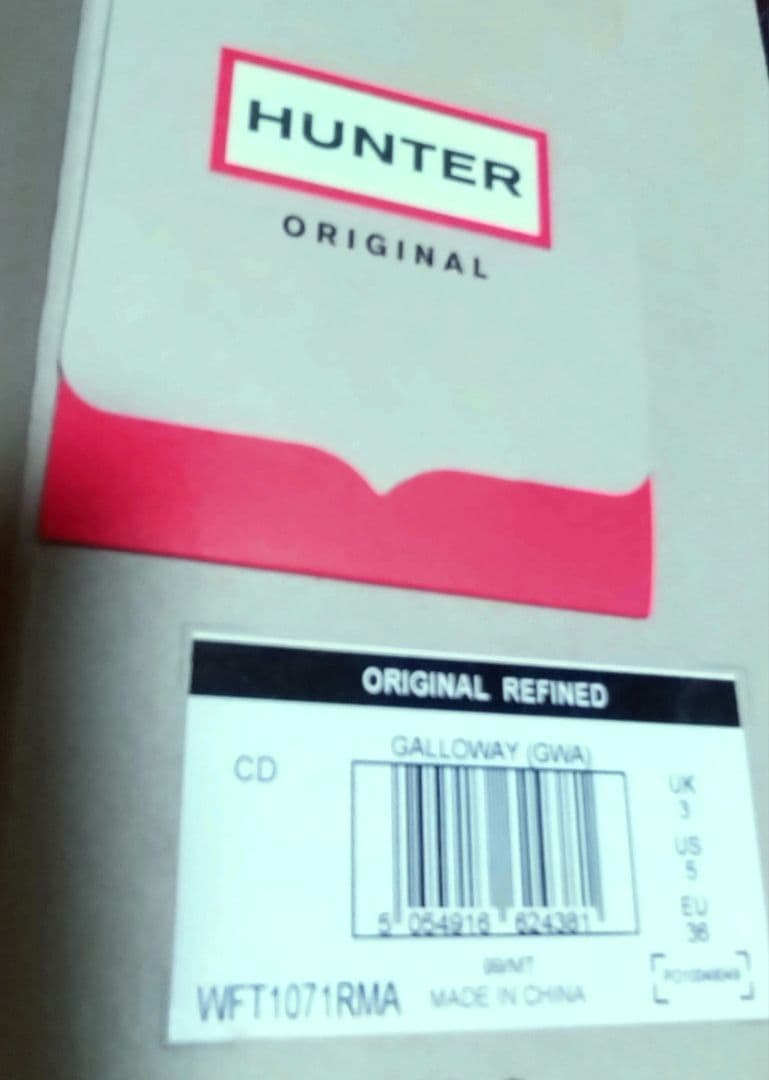 HUNTER
ORIGINAL
ORIGINAL REFINED
GALLOWAY (GWA)
CD
UK
3
US
5
EU
36
5 054916 624381
WFT1071RMA
MADE IN CHINA